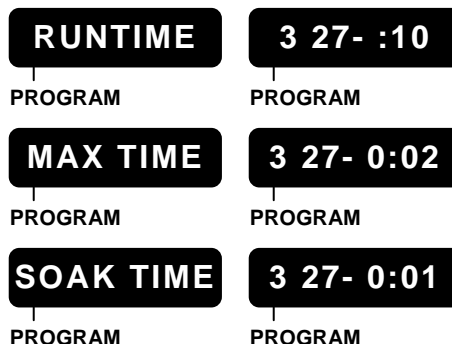 RUNTIME 3 27- :10
PROGRAM PROGRAM
MAX TIME 3 27- 0:02
PROGRAM PROGRAM
SOAK TIME 3 27- 0:01
PROGRAM PROGRAM